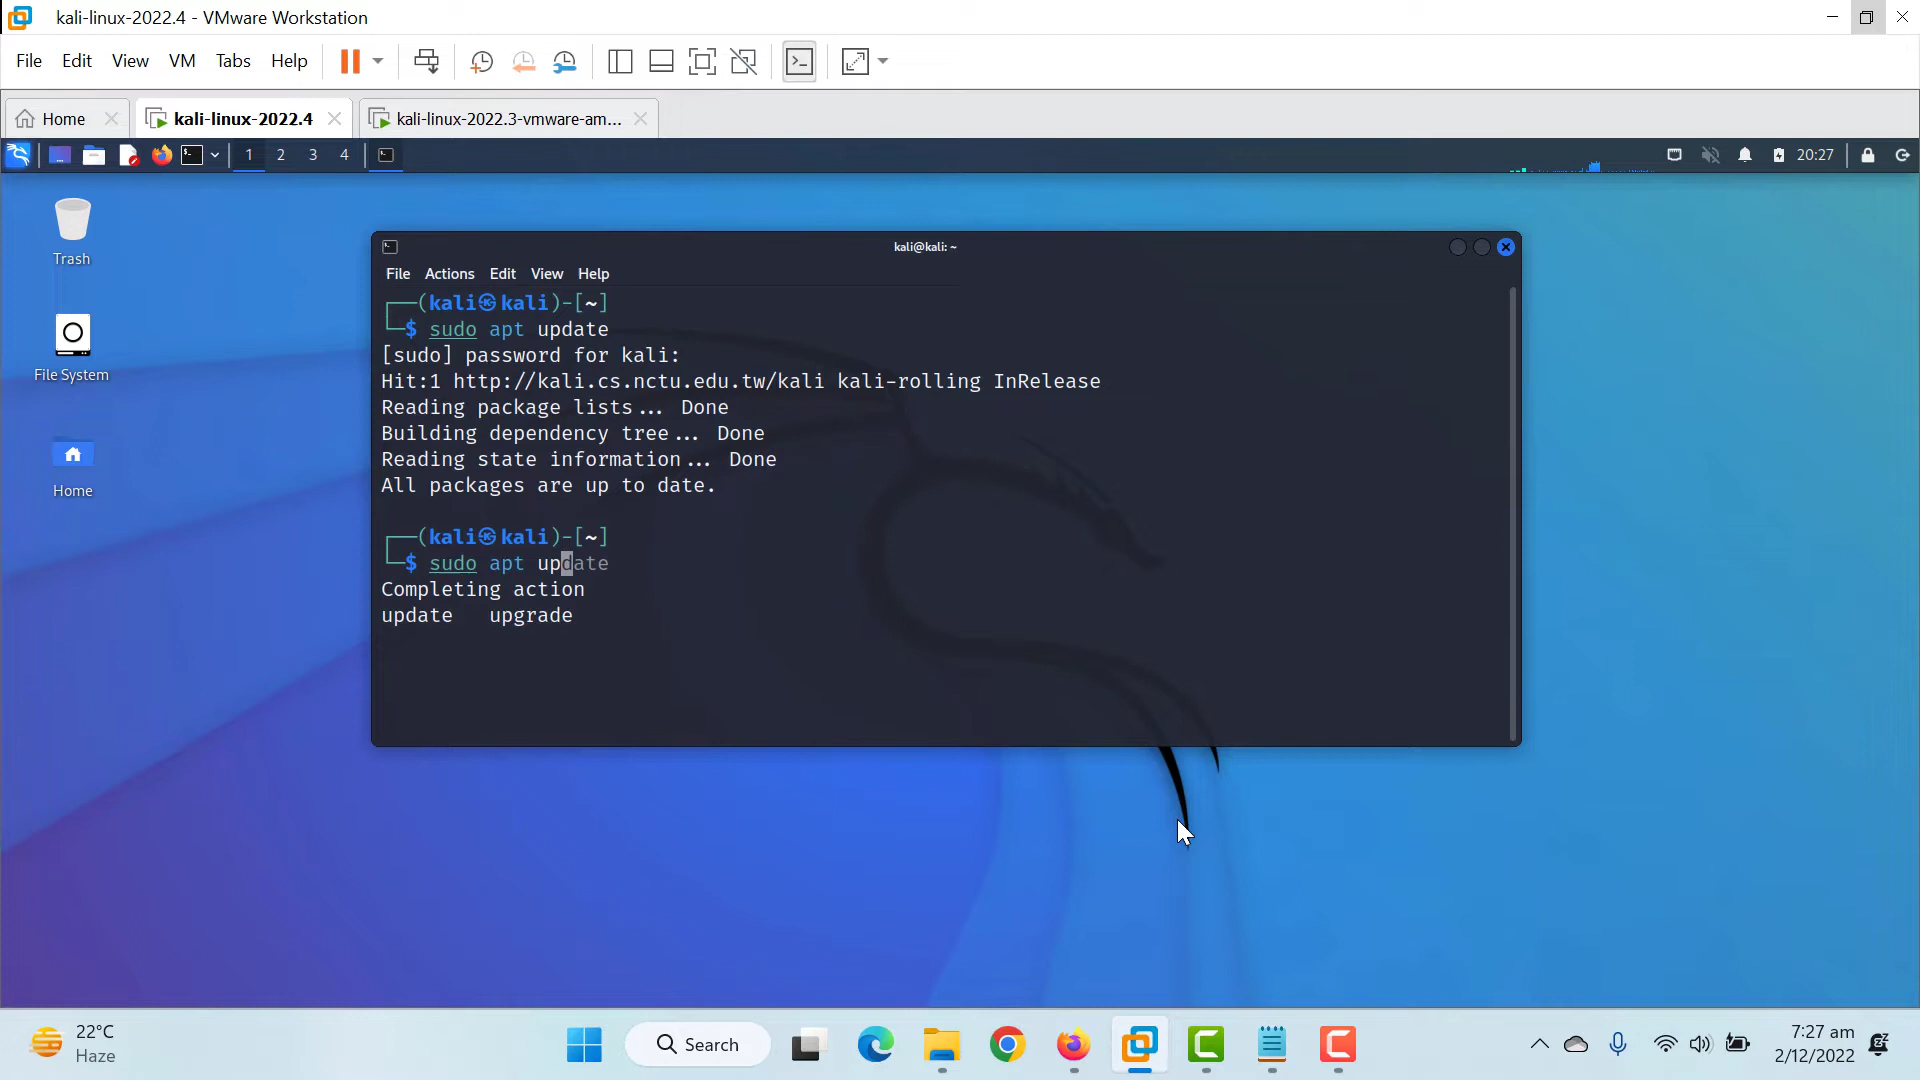 kali-linux-2022.4 - VMware Workstation
File Edit View VM Tabs Help
Home kali-linux-2022.4 kali-linux-2022.3-vmware-am...
1 2 3 4 20:27
Trash
File System
Home
kali@kali: ~
File Actions Edit View Help
┌──(kali㉿kali)-[~]
└─$ sudo apt update
[sudo] password for kali:
Hit:1 http://kali.cs.nctu.edu.tw/kali kali-rolling InRelease
Reading package lists... Done
Building dependency tree... Done
Reading state information... Done
All packages are up to date.
┌──(kali㉿kali)-[~]
└─$ sudo apt update
Completing action
update upgrade
22°C
Haze
Search
7:27 am
2/12/2022